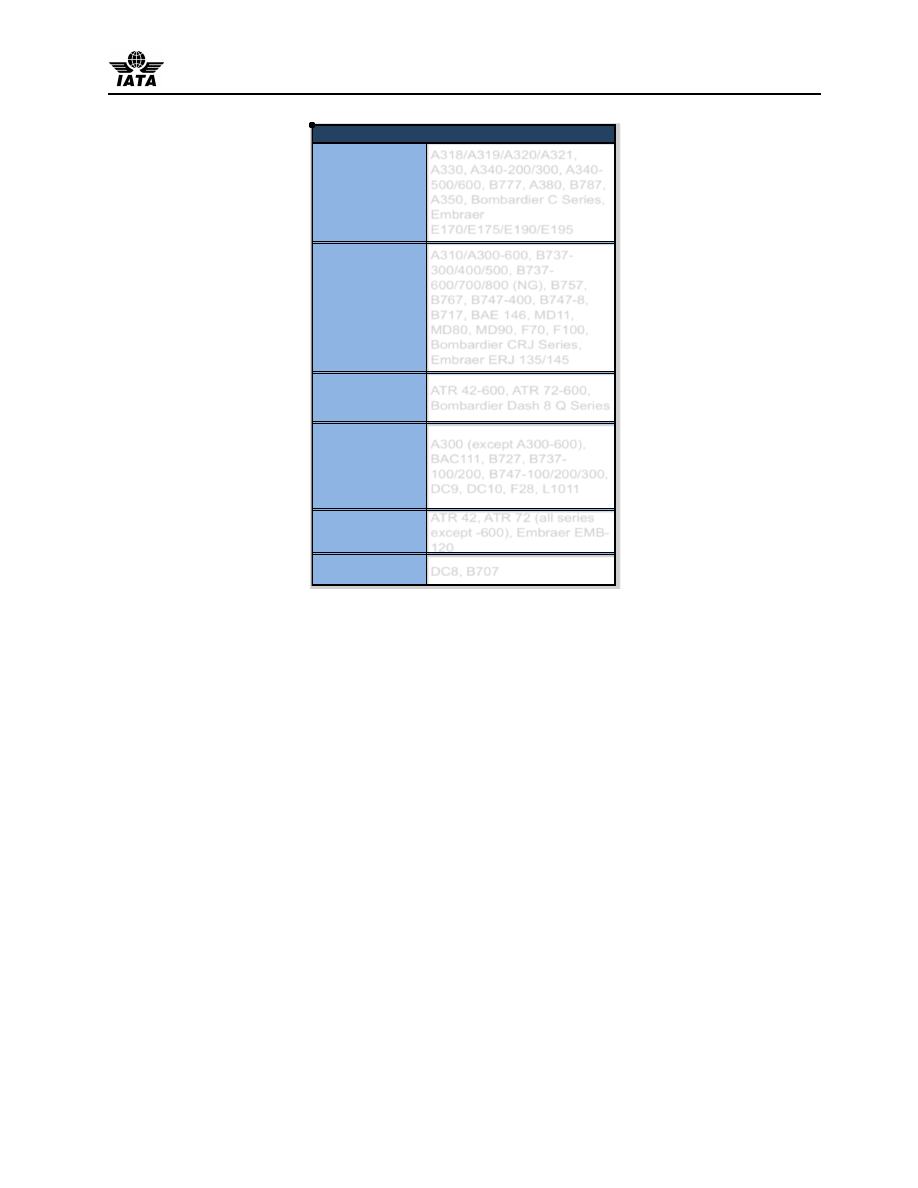 IATA
A318/A319/A320/A321,
A330, A340-200/300, A340-
500/600, B777, A380, B787,
A350, Bombardier C Series,
Embraer
E170/E175/E190/E195
A310/A300-600, B737-
300/400/500, B737-
600/700/800 (NG), B757,
B767, B747-400, B747-8,
B717, BAE 146, MD11,
MD80, MD90, F70, F100,
Bombardier CRJ Series,
Embraer ERJ 135/145
ATR 42-600, ATR 72-600,
Bombardier Dash 8 Q Series
A300 (except A300-600),
BAC111, B727, B737-
100/200, B747-100/200/300,
DC9, DC10, F28, L1011
ATR 42, ATR 72 (all series
except -600), Embraer EMB-
120
DC8, B707